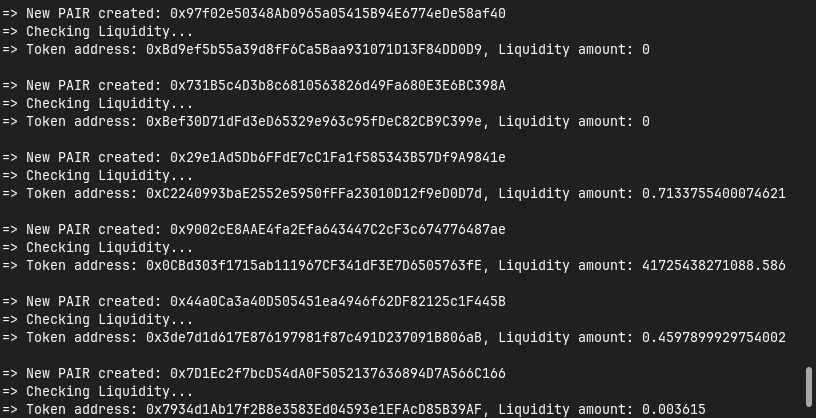 => New PAIR created: 0x97f02e50348Ab0965a05415B94E6774eDe58af40
=> Checking Liquidity...
=> Token address: 0xBd9ef5b55a39d8fF6Ca5Baa931071D13F84DD0D9, Liquidity amount: 0
=> New PAIR created: 0x731B5c4D3b8c6810563826d49Fa680E3E6BC398A
=> Checking Liquidity...
=> Token address: 0xBef30D71dFd3eD65329e963c95fDeC82CB9C399e, Liquidity amount: 0
=> New PAIR created: 0x29e1Ad5Db6FFdE7cC1Fa1f585343B57Df9A9841e
=> Checking Liquidity...
=> Token address: 0xC2240993baE2552e5950fFFa23010D12f9eD0D7d, Liquidity amount: 0.7133755400074621
=> New PAIR created: 0x9002cE8AAE4fa2Efa643447C2cF3c674776487ae
=> Checking Liquidity...
=> Token address: 0x0CBd303f1715ab111967CF341dF3E7D6505763fE, Liquidity amount: 41725438271088.586
=> New PAIR created: 0x44a0Ca3a40D505451ea4946f62DF82125c1F445B
=> Checking Liquidity...
=> Token address: 0x3de7d1d617E876197981f87c491D237091B806aB, Liquidity amount: 0.4597899929754002
=> New PAIR created: 0x7D1Ec2f7bcD54dA0F5052137636894D7A566C166
=> Checking Liquidity...
=> Token address: 0x7934d1Ab17f2B8e3583Ed04593e1EFAcD85B39AF, Liquidity amount: 0.003615